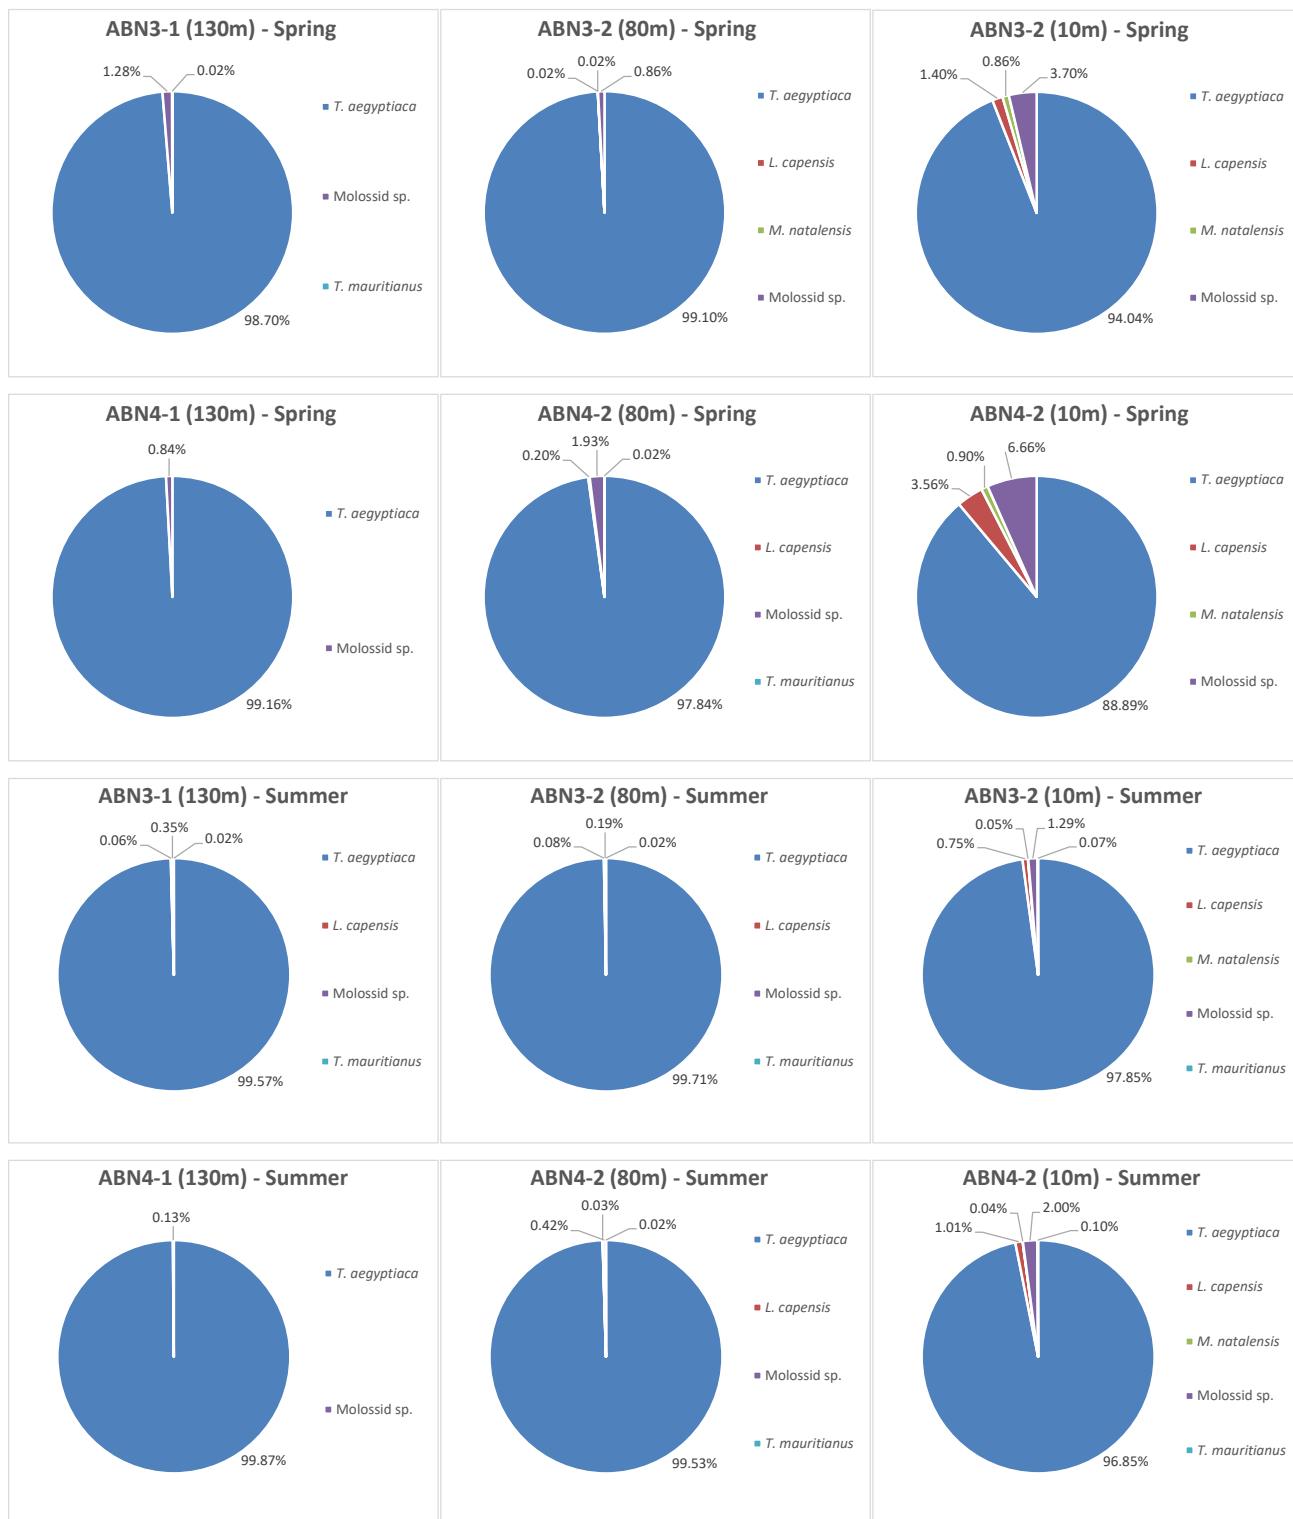 ABN3-1 (130m) - Spring
1.28%
0.02%
T. aegyptiaca
Molossid sp.
T. mauritianus
98.70%
ABN3-2 (80m) - Spring
0.02%
0.02%
0.86%
T. aegyptiaca
L. capensis
M. natalensis
Molossid sp.
99.10%
ABN3-2 (10m) - Spring
1.40%
0.86%
3.70%
T. aegyptiaca
L. capensis
M. natalensis
Molossid sp.
94.04%
ABN4-1 (130m) - Spring
0.84%
T. aegyptiaca
Molossid sp.
99.16%
ABN4-2 (80m) - Spring
0.20%
1.93%
0.02%
T. aegyptiaca
L. capensis
Molossid sp.
T. mauritianus
97.84%
ABN4-2 (10m) - Spring
3.56%
0.90%
6.66%
T. aegyptiaca
L. capensis
M. natalensis
Molossid sp.
88.89%
ABN3-1 (130m) - Summer
0.06%
0.35%
0.02%
T. aegyptiaca
L. capensis
Molossid sp.
T. mauritianus
99.57%
ABN3-2 (80m) - Summer
0.08%
0.19%
0.02%
T. aegyptiaca
L. capensis
Molossid sp.
T. mauritianus
99.71%
ABN3-2 (10m) - Summer
0.75%
0.05%
1.29%
0.07%
T. aegyptiaca
L. capensis
M. natalensis
Molossid sp.
T. mauritianus
97.85%
ABN4-1 (130m) - Summer
0.13%
T. aegyptiaca
Molossid sp.
99.87%
ABN4-2 (80m) - Summer
0.42%
0.03%
0.02%
T. aegyptiaca
L. capensis
Molossid sp.
T. mauritianus
99.53%
ABN4-2 (10m) - Summer
1.01%
0.04%
2.00%
0.10%
T. aegyptiaca
L. capensis
M. natalensis
Molossid sp.
T. mauritianus
96.85%